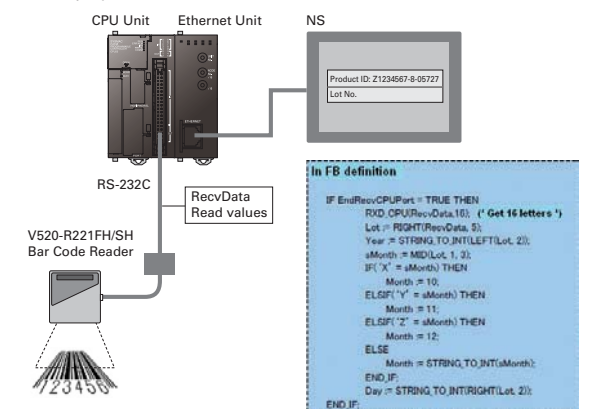 CPU Unit
Ethernet Unit
NS
Product ID: Z1234567-8-05727
Lot No.
ETHERNET
RS-232C
RecvData
Read values
V520-R221FH/SH
Bar Code Reader
123456
In FB definition
IF EndRecvCPUPort = TRUE THEN
RXD_CPU(RecvData,16); (* Get 16 letters *)
Lot := RIGHT(RecvData, 5);
Year := STRING_TO_INT(LEFT(Lot, 2));
sMonth := MID(Lot, 1, 3);
IF( 'X' = sMonth) THEN
Month := 10;
ELSIF( 'Y' = sMonth) THEN
Month := 11;
ELSIF( 'Z' = sMonth) THEN
Month := 12;
ELSE
Month := STRING_TO_INT(sMonth);
END_IF;
Day := STRING_TO_INT(RIGHT(Lot, 2));
END_IF;